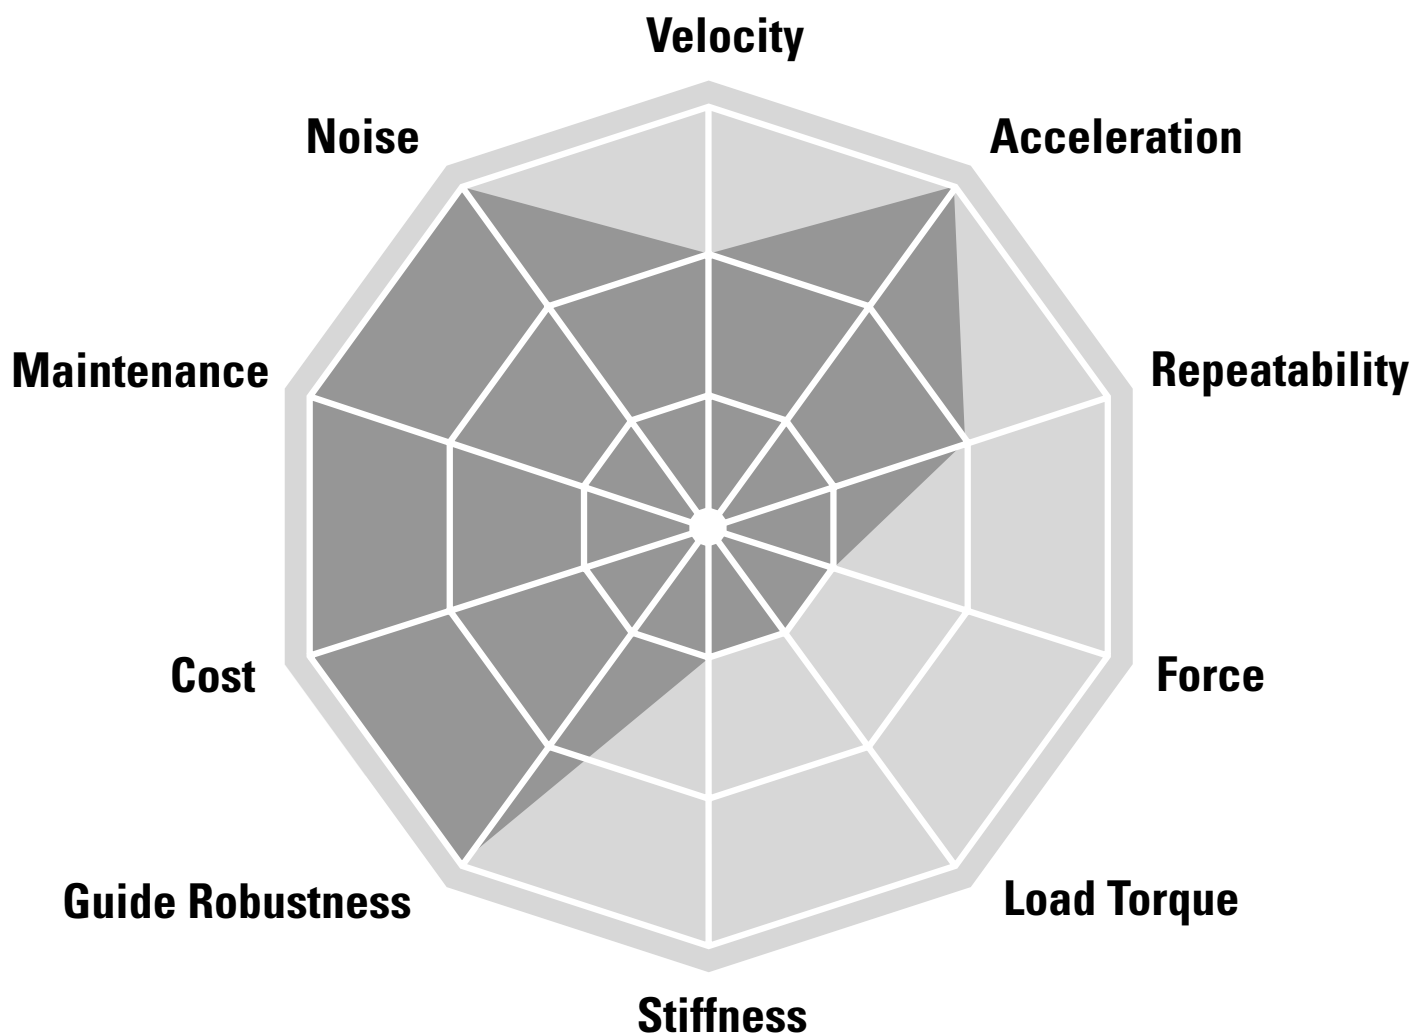 Velocity
Noise
Acceleration
Maintenance
Repeatability
Cost
Force
Guide Robustness
Load Torque
Stiffness